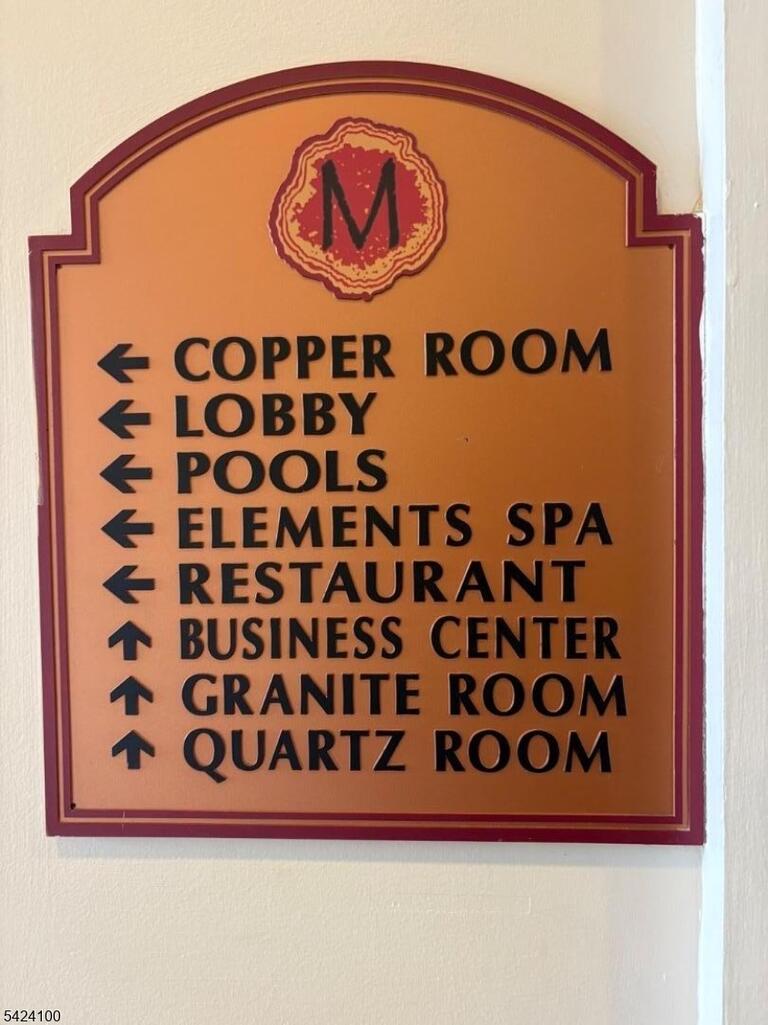 M
← COPPER ROOM
← LOBBY
← POOLS
← ELEMENTS SPA
← RESTAURANT
↑ BUSINESS CENTER
↑ GRANITE ROOM
↑ QUARTZ ROOM
5424100